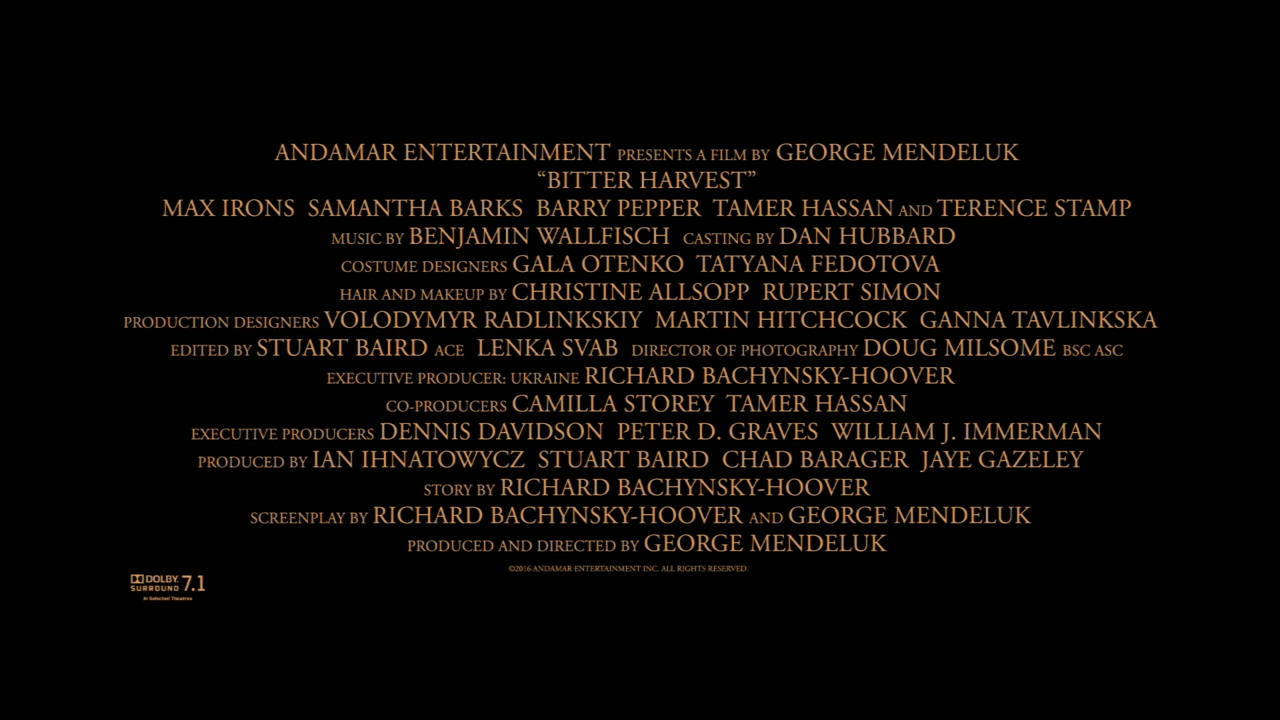 ANDAMAR ENTERTAINMENT PRESENTS A FILM BY GEORGE MENDELUK
“BITTER HARVEST”
MAX IRONS SAMANTHA BARKS BARRY PEPPER TAMER HASSAN AND TERENCE STAMP
MUSIC BY BENJAMIN WALLFISCH CASTING BY DAN HUBBARD
COSTUME DESIGNERS GALA OTENKO TATYANA FEDOTOVA
HAIR AND MAKEUP BY CHRISTINE ALLSOPP RUPERT SIMON
PRODUCTION DESIGNERS VOLODYMYR RADLINKSKIY MARTIN HITCHCOCK GANNA TAVLINKSKA
EDITED BY STUART BAIRD ACE LENKA SVAB DIRECTOR OF PHOTOGRAPHY DOUG MILSOME BSC ASC
EXECUTIVE PRODUCER: UKRAINE RICHARD BACHYNSKY-HOOVER
CO-PRODUCERS CAMILLA STOREY TAMER HASSAN
EXECUTIVE PRODUCERS DENNIS DAVIDSON PETER D. GRAVES WILLIAM J. IMMERMAN
PRODUCED BY IAN IHNATOWYCZ STUART BAIRD CHAD BARAGER JAYE GAZELEY
STORY BY RICHARD BACHYNSKY-HOOVER
SCREENPLAY BY RICHARD BACHYNSKY-HOOVER AND GEORGE MENDELUK
PRODUCED AND DIRECTED BY GEORGE MENDELUK
©2016 ANDAMAR ENTERTAINMENT INC. ALL RIGHTS RESERVED.
DOLBY
SURROUND 7.1
In Selected Theatres